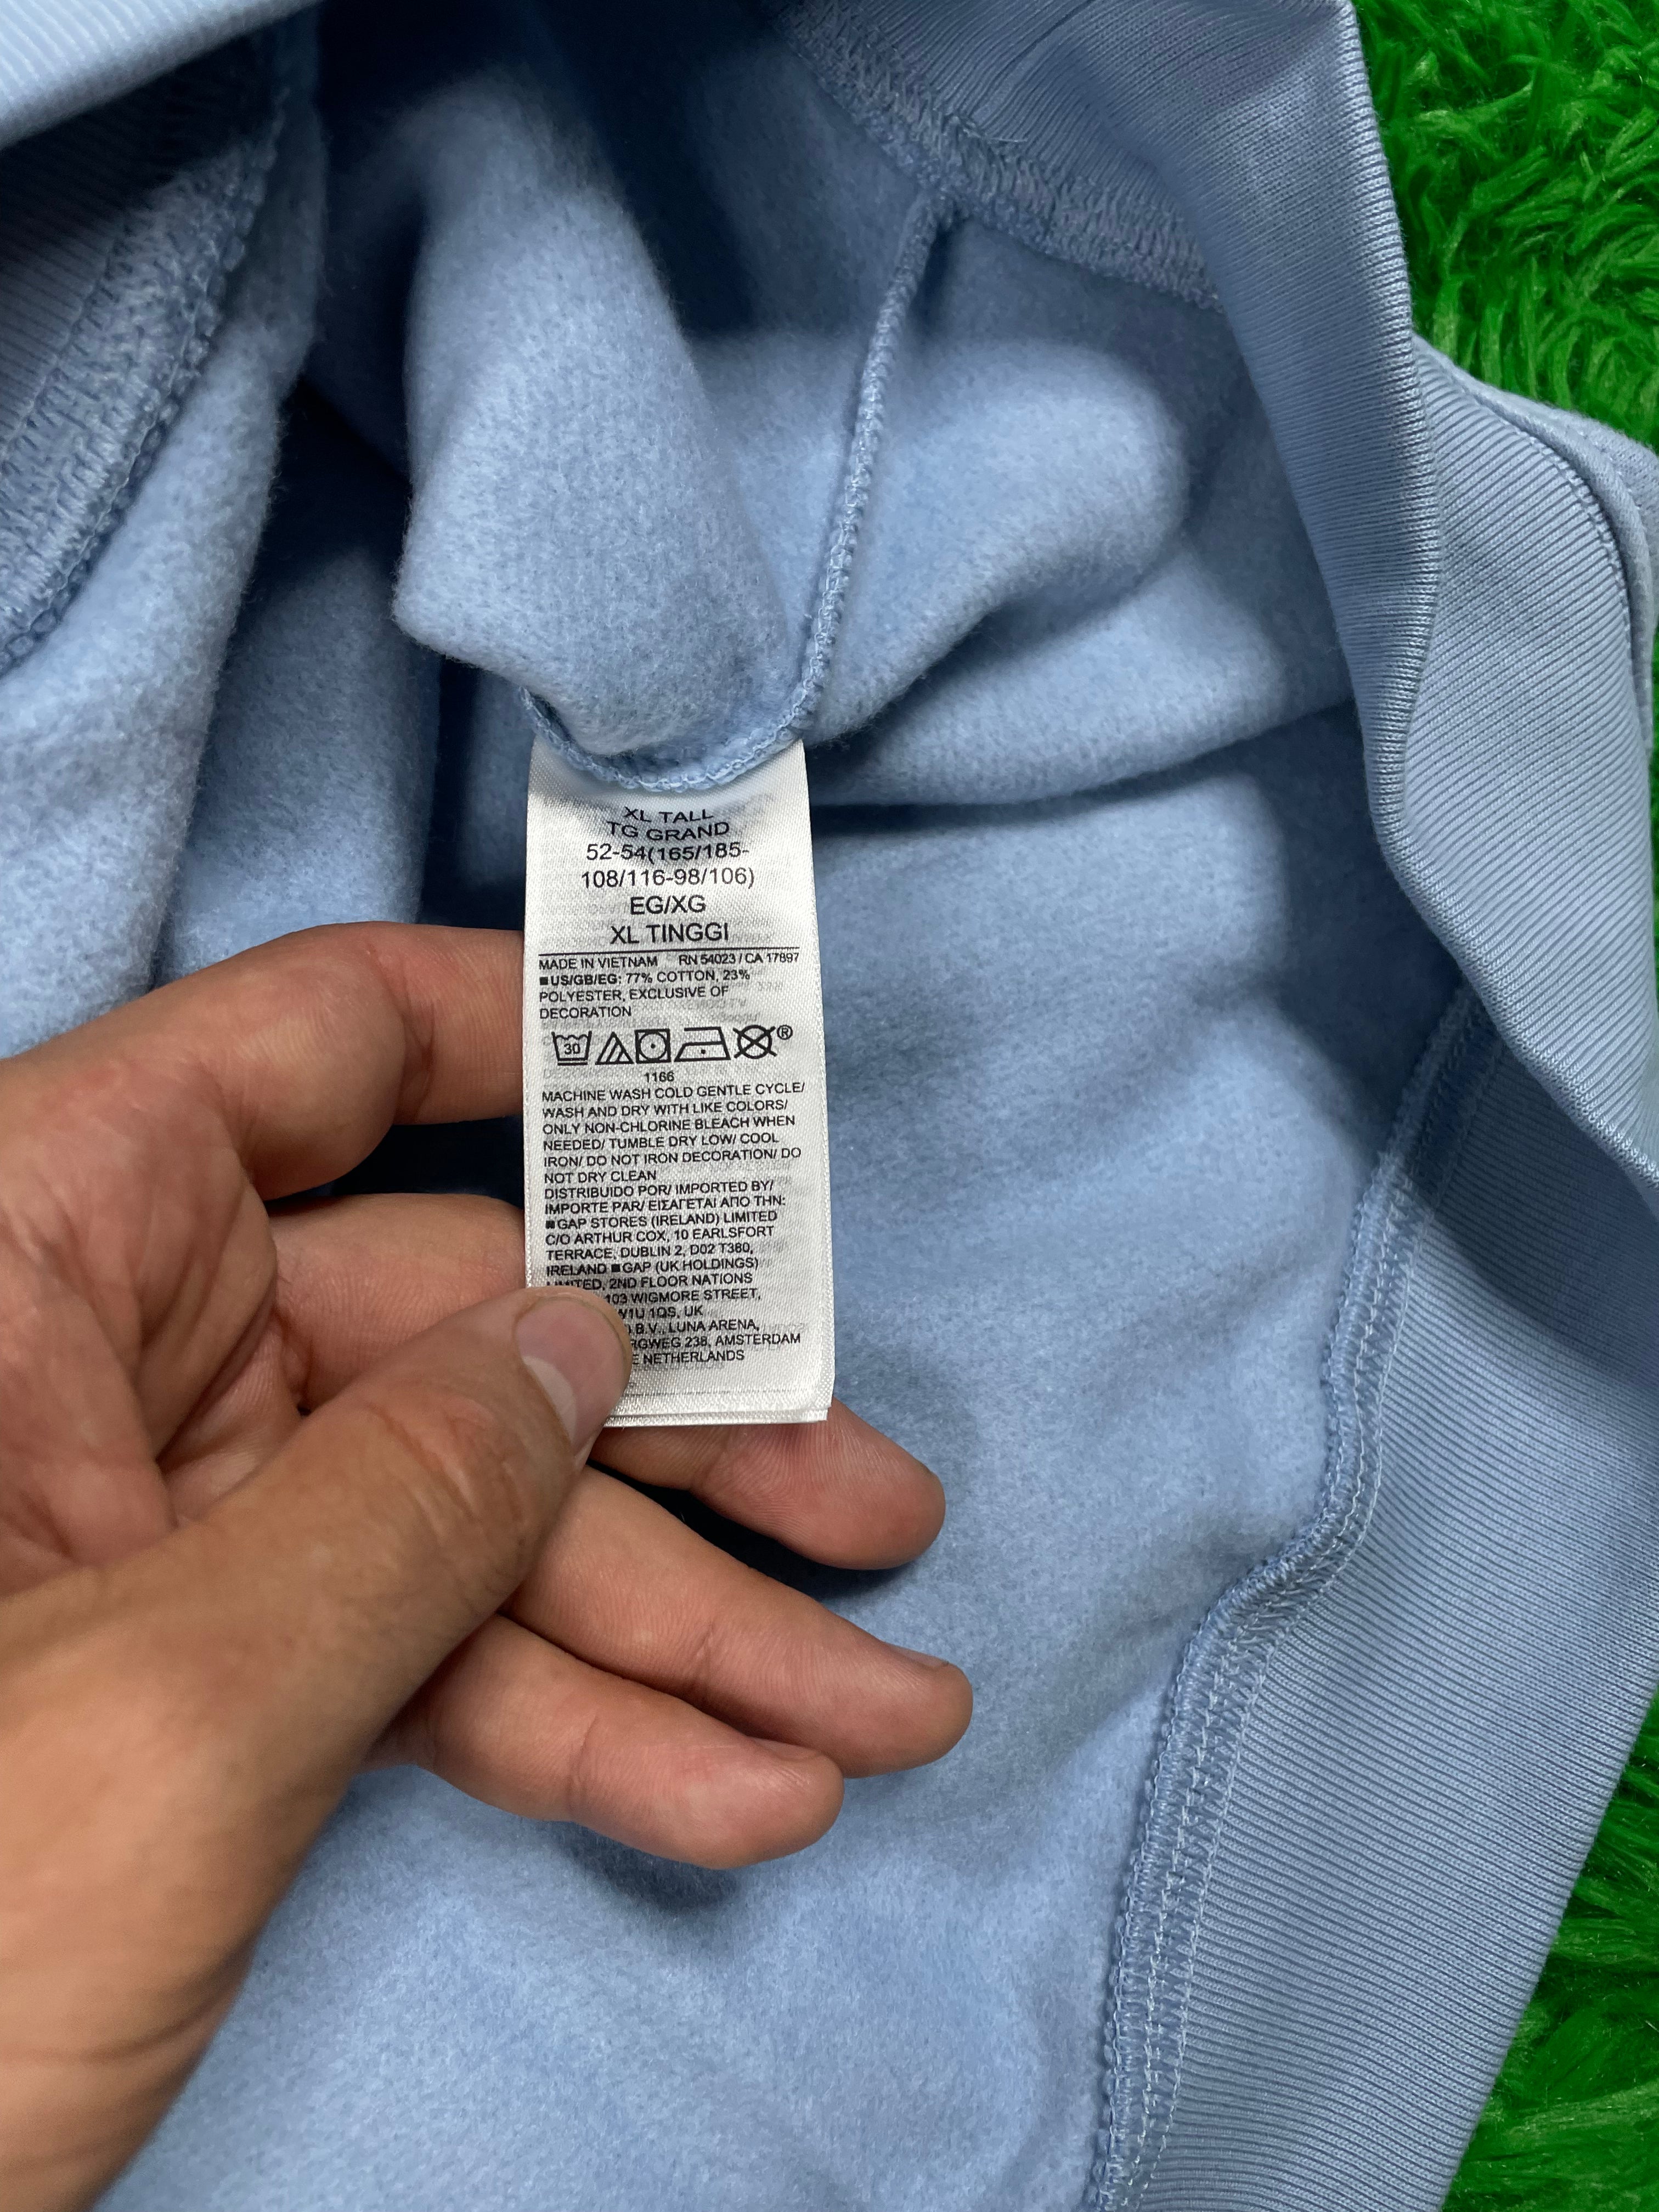 XL TALL
TG GRAND
52-54(165/185-
108/116-98/106)
EG/XG
XL TINGGI
MADE IN VIETNAM RN 54023 / CA 17897
■US/GB/EG: 77% COTTON, 23%
POLYESTER, EXCLUSIVE OF
DECORATION
30 ®
1166
MACHINE WASH COLD GENTLE CYCLE/
WASH AND DRY WITH LIKE COLORS/
ONLY NON-CHLORINE BLEACH WHEN
NEEDED/ TUMBLE DRY LOW/ COOL
IRON/ DO NOT IRON DECORATION/ DO
NOT DRY CLEAN
DISTRIBUIDO POR/ IMPORTED BY/
IMPORTE PAR/ ΕΙΣΑΓΕΤΑΙ ΑΠΟ ΤΗΝ:
■GAP STORES (IRELAND) LIMITED
C/O ARTHUR COX, 10 EARLSFORT
TERRACE, DUBLIN 2, D02 T380,
IRELAND ■GAP (UK HOLDINGS)
LIMITED, 2ND FLOOR NATIONS
103 WIGMORE STREET,
W1U 1QS, UK
B.V., LUNA ARENA,
238, AMSTERDAM
NETHERLANDS